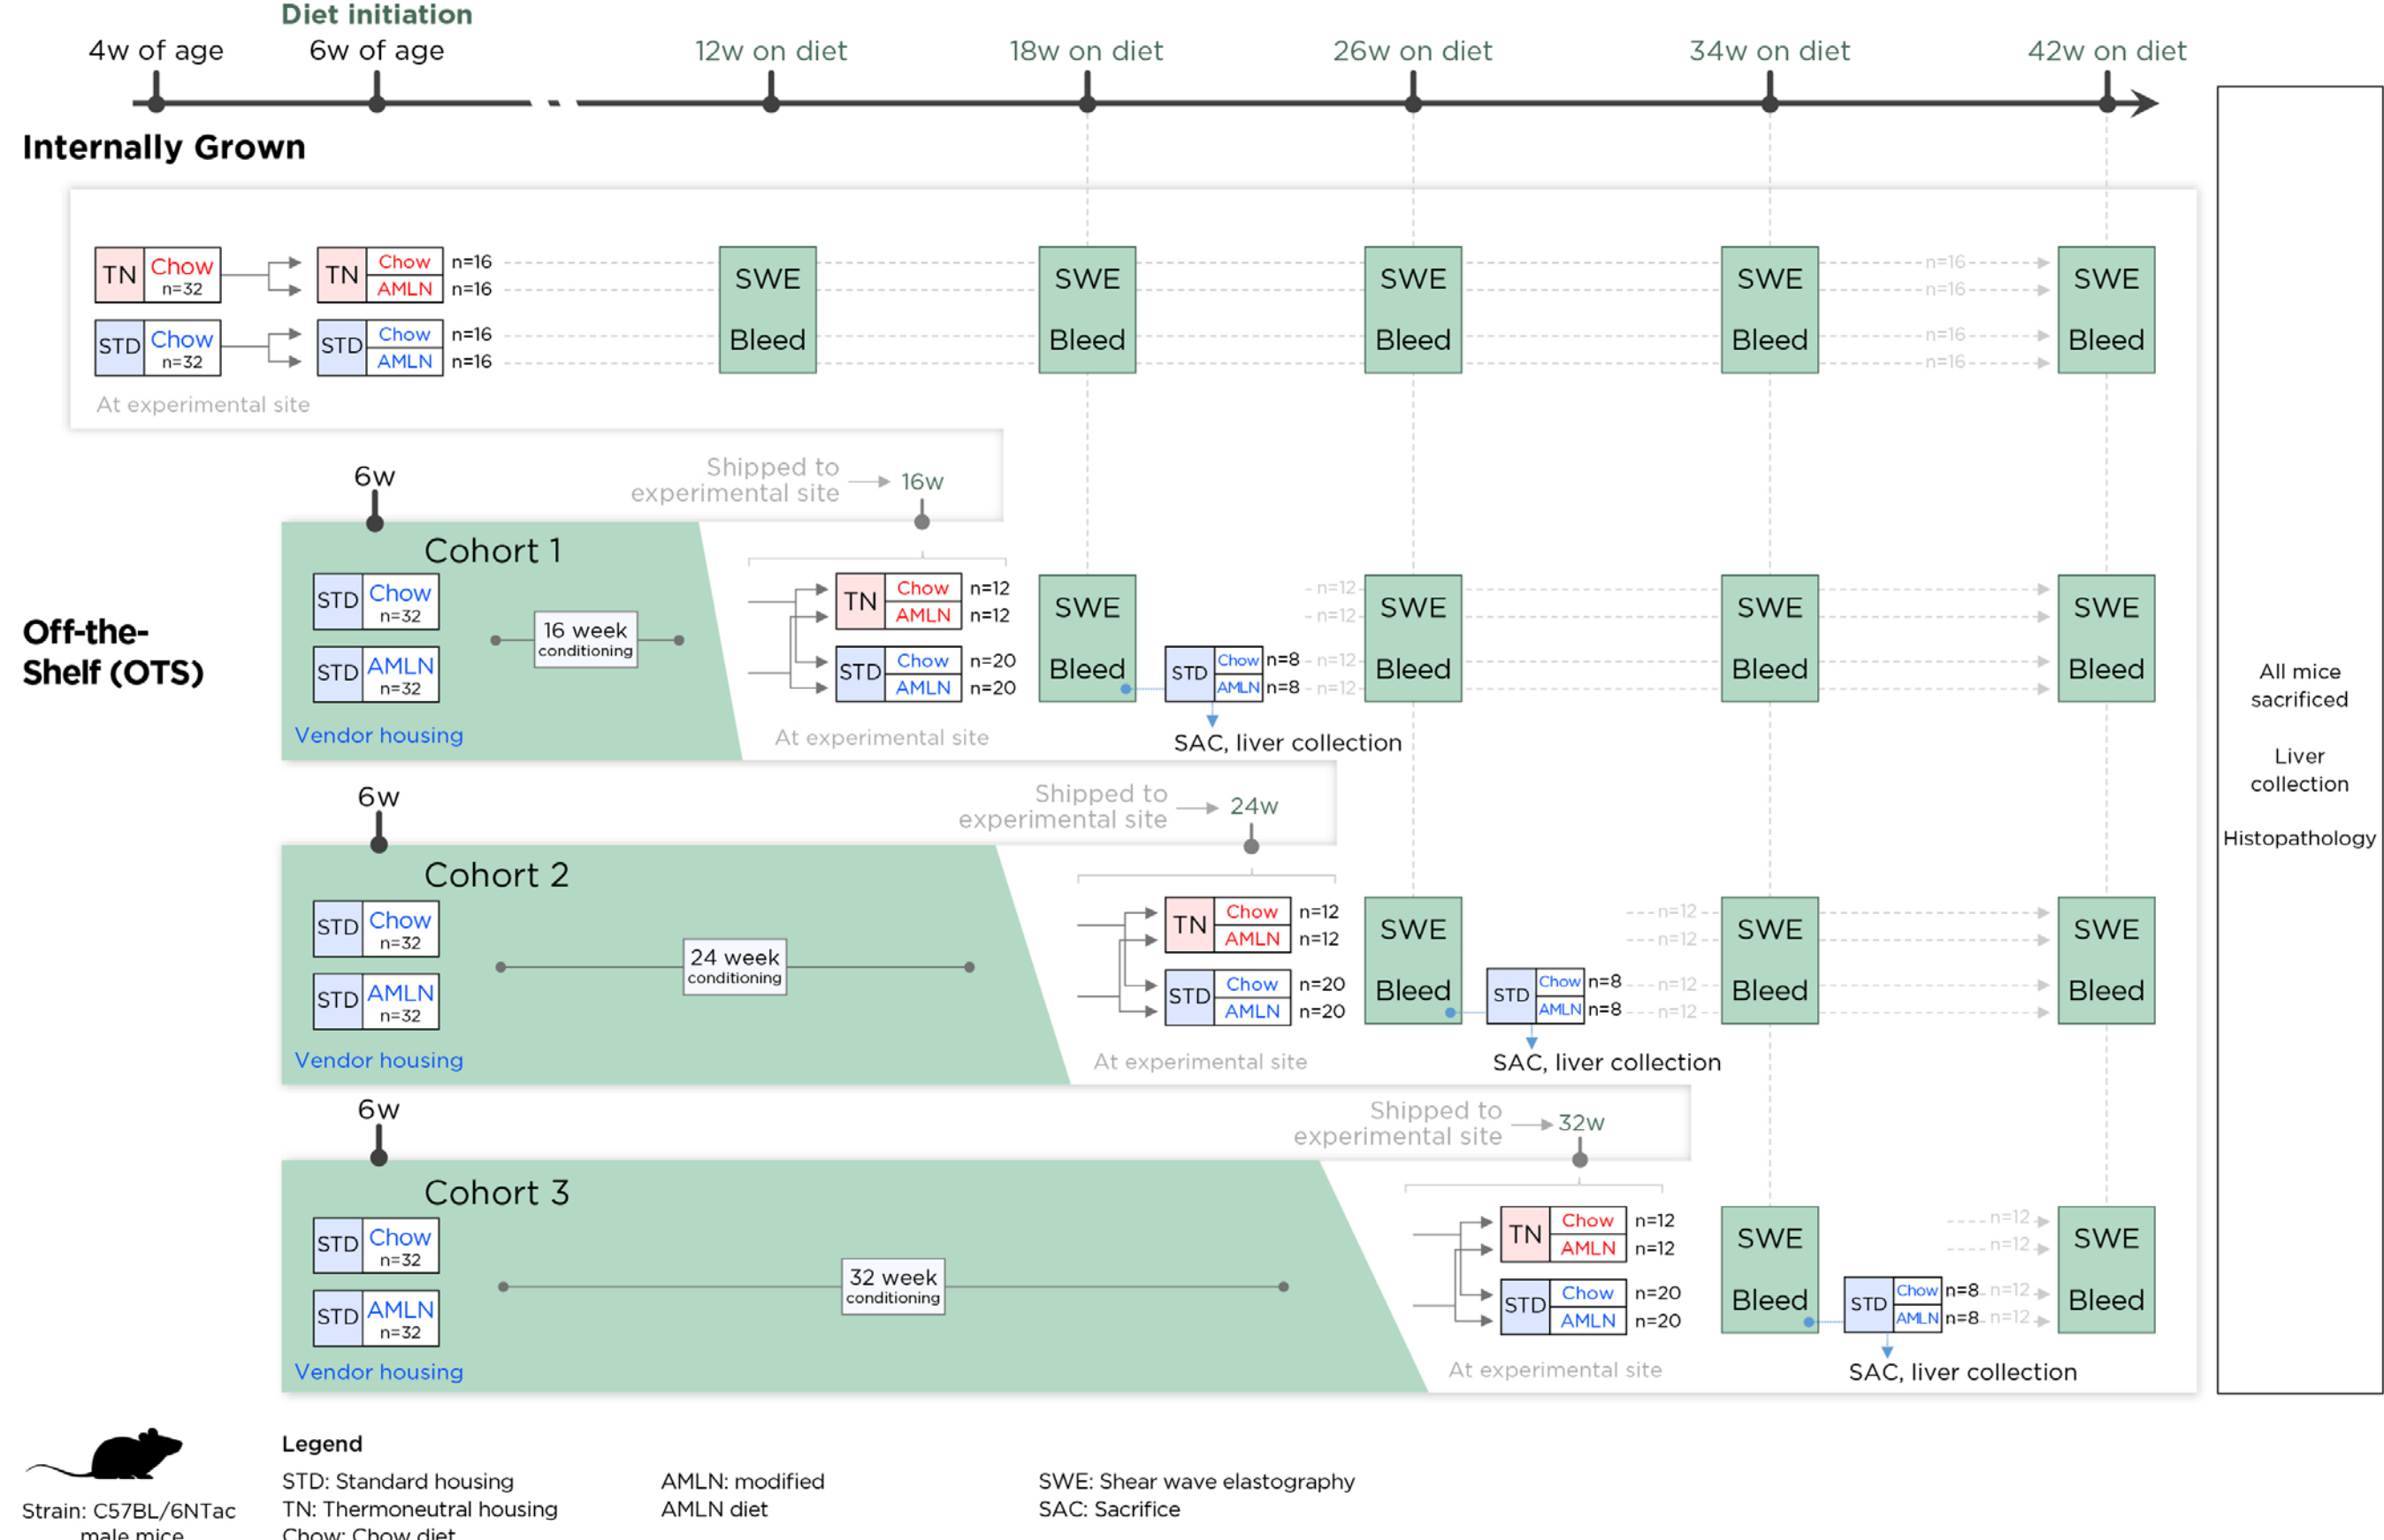 Diet initiation
4w of age
6w of age
12w on diet
18w on diet
26w on diet
34w on diet
42w on diet
Internally Grown
TN
Chow
n=32
TN
Chow
AMLN
n=16
n=16
STD
Chow
n=32
STD
Chow
AMLN
n=16
n=16
SWE
Bleed
SWE
Bleed
SWE
Bleed
SWE
Bleed
n=16
n=16
n=16
n=16
SWE
Bleed
At experimental site
Off-the-
Shelf (OTS)
6w
Shipped to
experimental site
16w
Cohort 1
STD
Chow
n=32
STD
AMLN
n=32
16 week
conditioning
Vendor housing
TN
Chow
AMLN
n=12
n=12
STD
Chow
AMLN
n=20
n=20
At experimental site
SWE
Bleed
STD
Chow
AMLN
n=8
n=8
SAC, liver collection
n=12
n=12
n=12
n=12
SWE
Bleed
SWE
Bleed
SWE
Bleed
6w
Shipped to
experimental site
24w
Cohort 2
STD
Chow
n=32
STD
AMLN
n=32
24 week
conditioning
Vendor housing
TN
Chow
AMLN
n=12
n=12
STD
Chow
AMLN
n=20
n=20
At experimental site
SWE
Bleed
STD
Chow
AMLN
n=8
n=8
SAC, liver collection
n=12
n=12
n=12
n=12
SWE
Bleed
SWE
Bleed
6w
Shipped to
experimental site
32w
Cohort 3
STD
Chow
n=32
STD
AMLN
n=32
32 week
conditioning
Vendor housing
TN
Chow
AMLN
n=12
n=12
STD
Chow
AMLN
n=20
n=20
At experimental site
SWE
Bleed
STD
Chow
AMLN
n=8
n=8
SAC, liver collection
n=12
n=12
n=12
n=12
SWE
Bleed
All mice
sacrificed
Liver
collection
Histopathology
Strain: C57BL/6NTac
male mice
Legend
STD: Standard housing
TN: Thermoneutral housing
Chow: Chow diet
AMLN: modified
AMLN diet
SWE: Shear wave elastography
SAC: Sacrifice